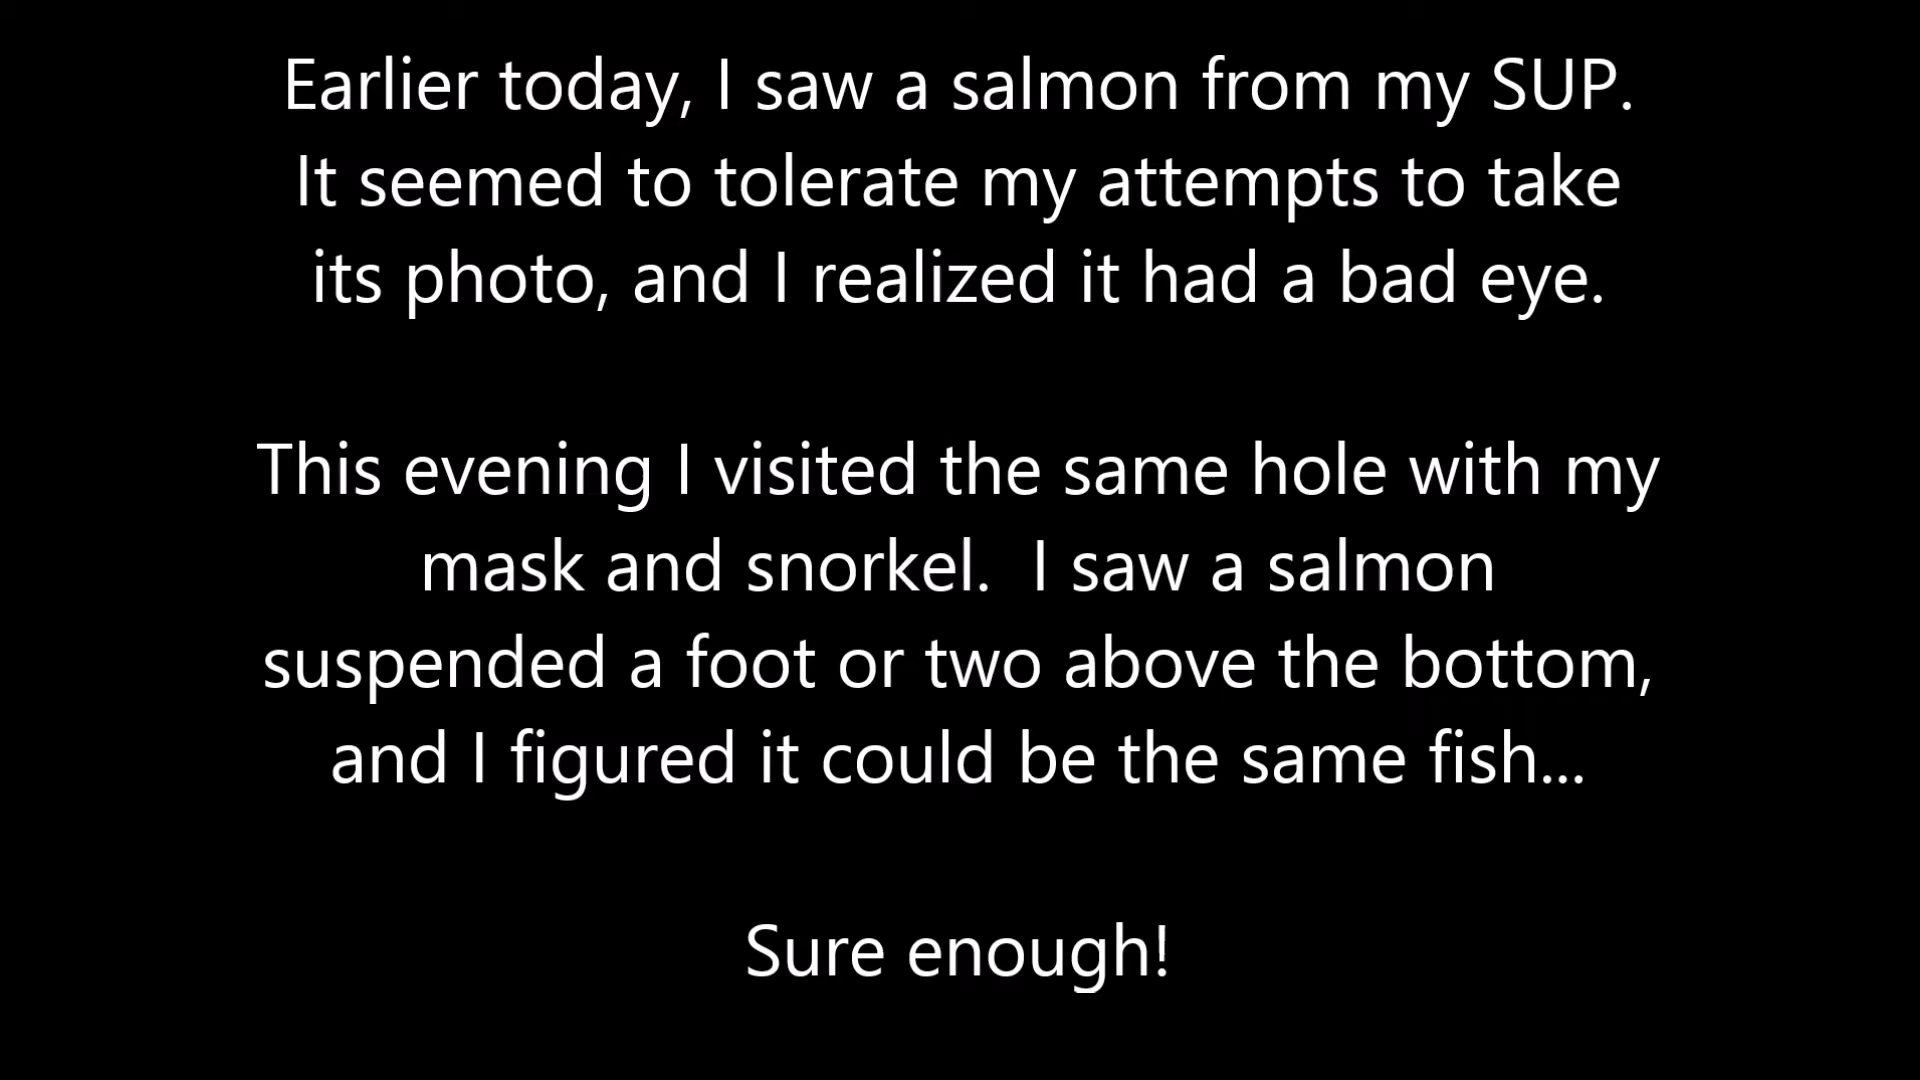 Earlier today, I saw a salmon from my SUP.
It seemed to tolerate my attempts to take
its photo, and I realized it had a bad eye.
This evening I visited the same hole with my
mask and snorkel.  I saw a salmon
suspended a foot or two above the bottom,
and I figured it could be the same fish...
Sure enough!